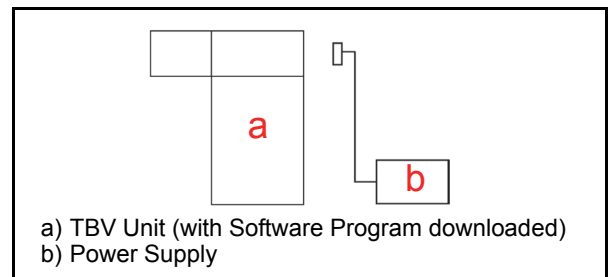 a
b
a) TBV Unit (with Software Program downloaded)
b) Power Supply